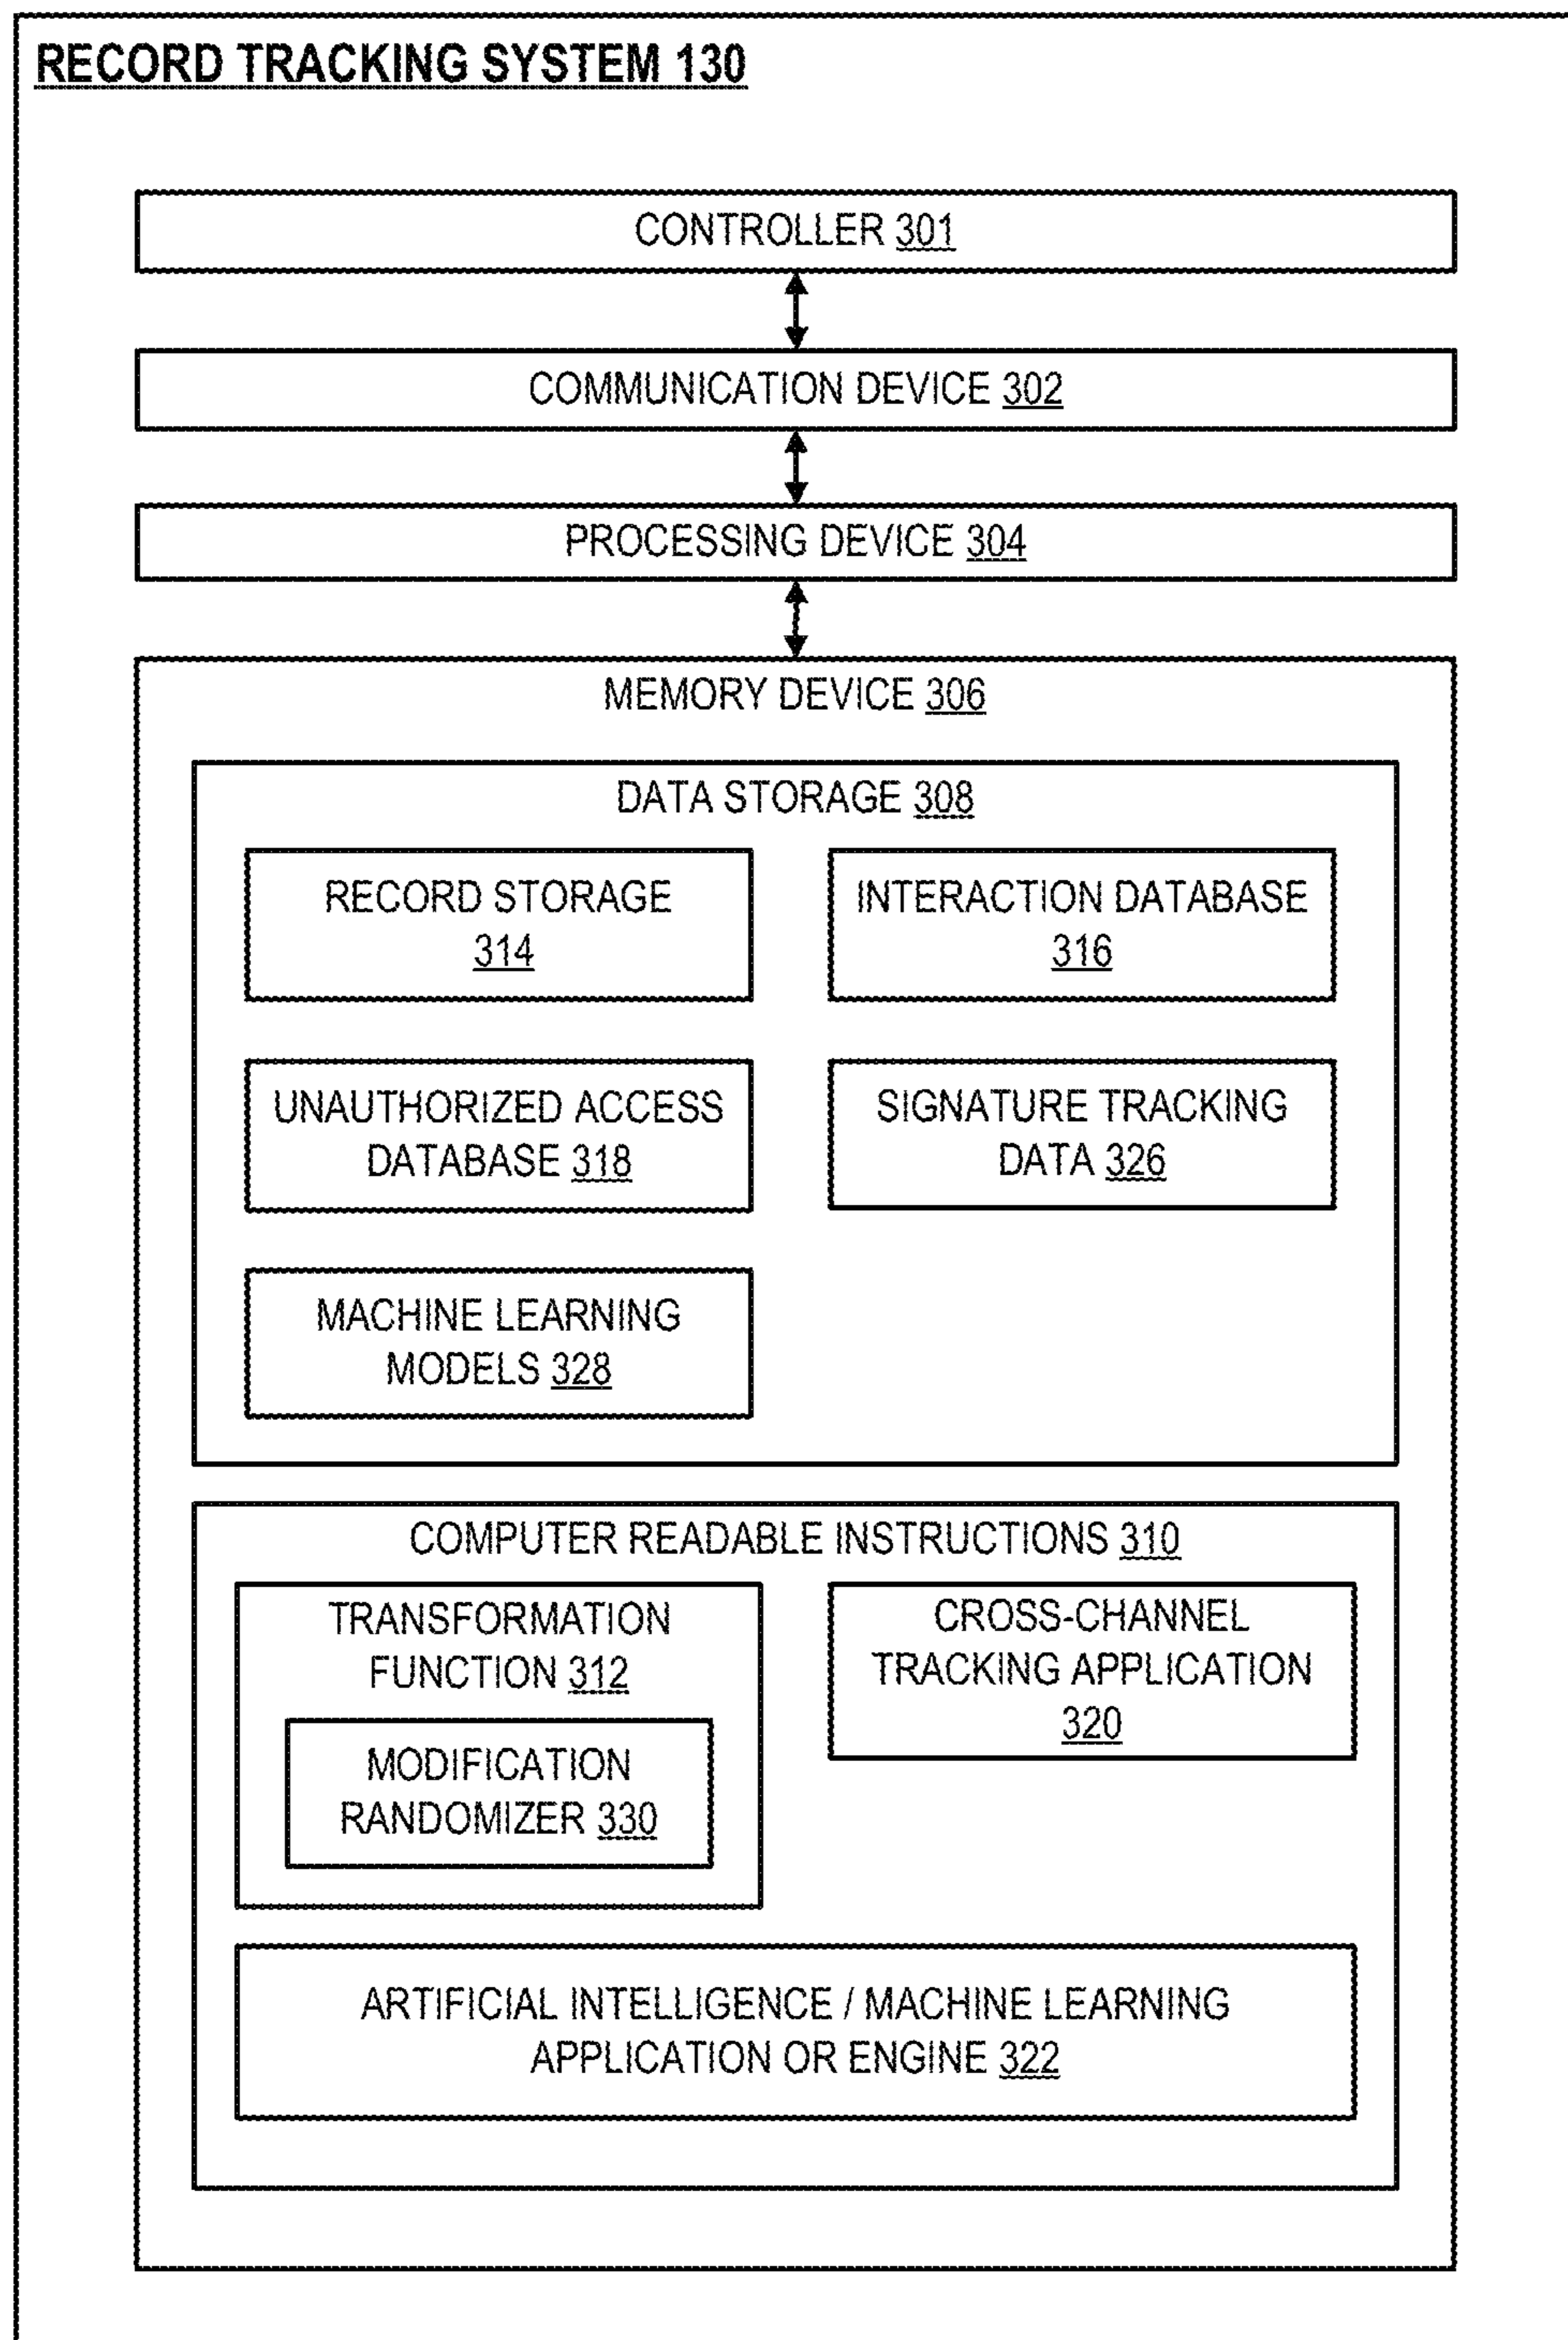 RECORD TRACKING SYSTEM 130
CONTROLLER 301
COMMUNICATION DEVICE 302
PROCESSING DEVICE 304
MEMORY DEVICE 306
DATA STORAGE 308
RECORD STORAGE
314
INTERACTION DATABASE
316
UNAUTHORIZED ACCESS
DATABASE 318
SIGNATURE TRACKING
DATA 326
MACHINE LEARNING
MODELS 328
COMPUTER READABLE INSTRUCTIONS 310
TRANSFORMATION
FUNCTION 312
MODIFICATION
RANDOMIZER 330
CROSS-CHANNEL
TRACKING APPLICATION
320
ARTIFICIAL INTELLIGENCE / MACHINE LEARNING
APPLICATION OR ENGINE 322